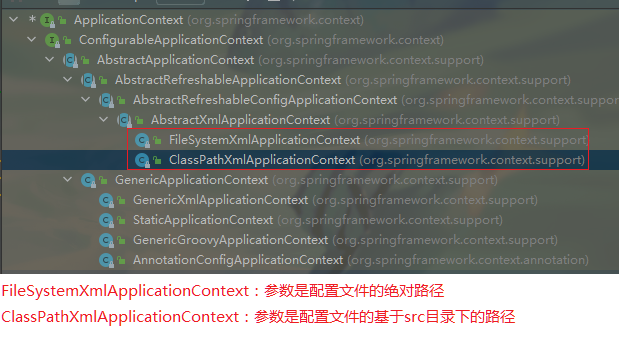 ApplicationContext (org.springframework.context)
ConfigurableApplicationContext (org.springframework.context)
AbstractApplicationContext (org.springframework.context.support)
AbstractRefreshableApplicationContext (org.springframework.context.support)
AbstractRefreshableConfigApplicationContext (org.springframework.context.support)
AbstractXmlApplicationContext (org.springframework.context.support)
FileSystemXmlApplicationContext (org.springframework.context.support)
ClassPathXmlApplicationContext (org.springframework.context.support)
GenericApplicationContext (org.springframework.context.support)
GenericXmlApplicationContext (org.springframework.context.support)
StaticApplicationContext (org.springframework.context.support)
GenericGroovyApplicationContext (org.springframework.context.support)
AnnotationConfigApplicationContext (org.springframework.context.annotation)
FileSystemXmlApplicationContext：参数是配置文件的绝对路径
ClassPathXmlApplicationContext：参数是配置文件的基于src目录下的路径